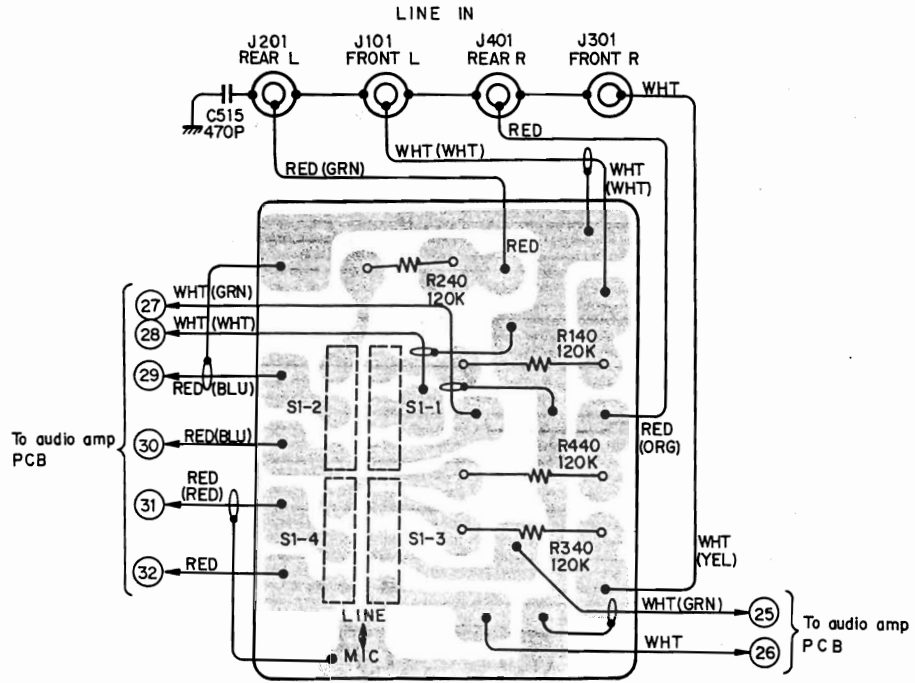 LINE IN
J201
REAR L
J101
FRONT L
J401
REAR R
J301
FRONT R
WHT
C515
470P
RED
WHT (WHT)
RED (GRN)
WHT
(WHT)
RED
R240
120K
WHT (GRN)
27
WHT (WHT)
28
R140
120K
29
RED (BLU)
S1-2
S1-1
RED
(ORG)
To audio amp
PCB
RED(BLU)
30
R440
120K
RED
(RED)
31
S1-4
S1-3
R340
120K
WHT
(YEL)
RED
32
LINE
MIC
WHT(GRN)
25
WHT
26
To audio amp
PCB